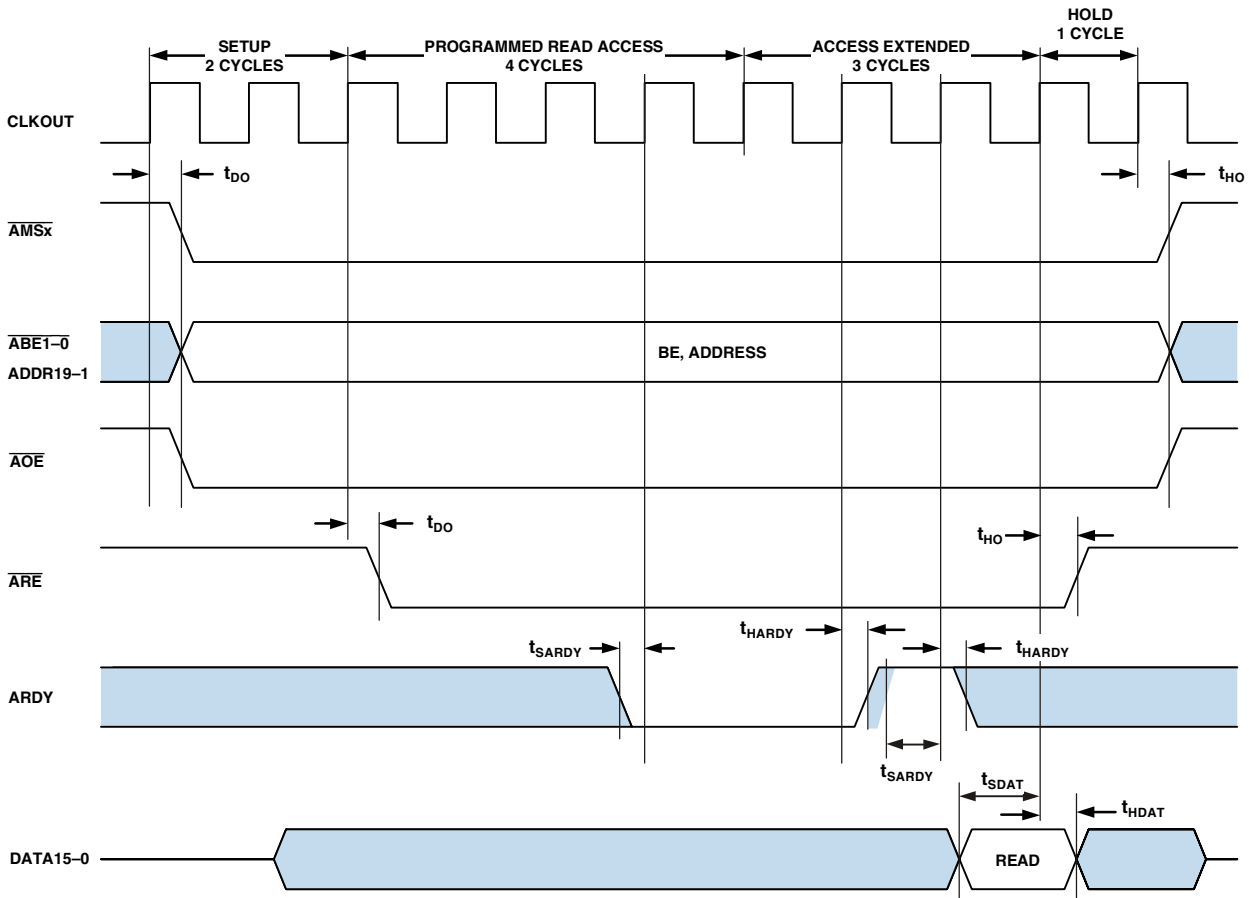 SETUP
2 CYCLES
PROGRAMMED READ ACCESS
4 CYCLES
ACCESS EXTENDED
3 CYCLES
HOLD
1 CYCLE
CLKOUT
tDO
tHO
AMSx
ABE1–0
ADDR19–1
BE, ADDRESS
AOE
tDO
tHO
ARE
tSARDY
tHARDY
tHARDY
ARDY
tSARDY
tSDAT
tHDAT
DATA15–0
READ